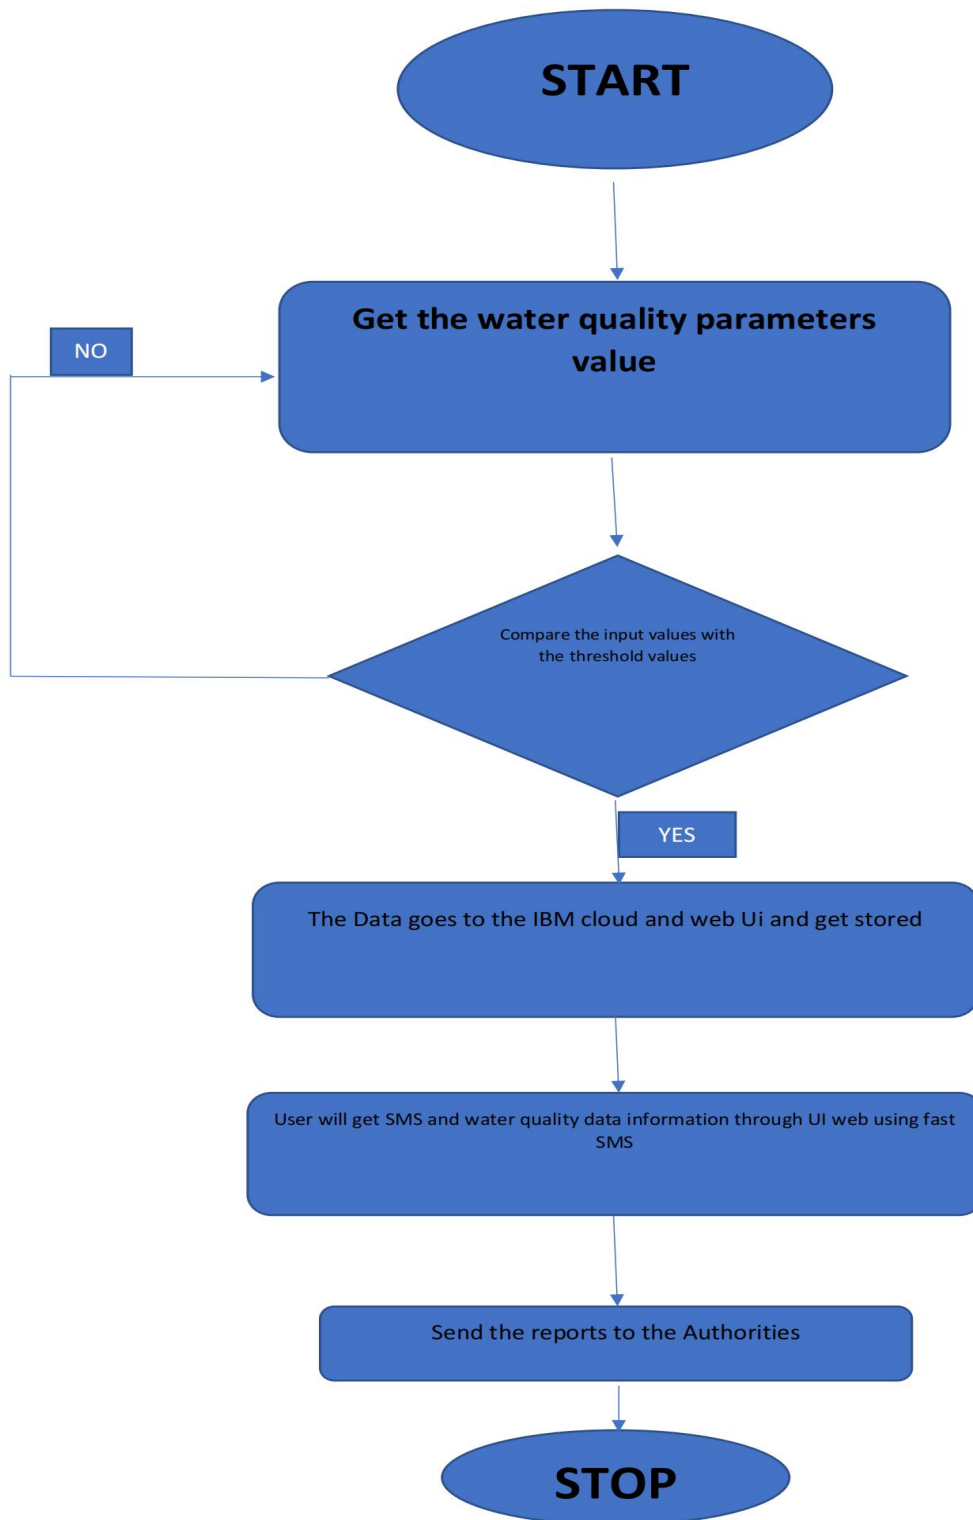 START
Get the water quality parameters
value
NO
Compare the input values with
the threshold values
YES
The Data goes to the IBM cloud and web Ui and get stored
User will get SMS and water quality data information through UI web using fast
SMS
Send the reports to the Authorities
STOP